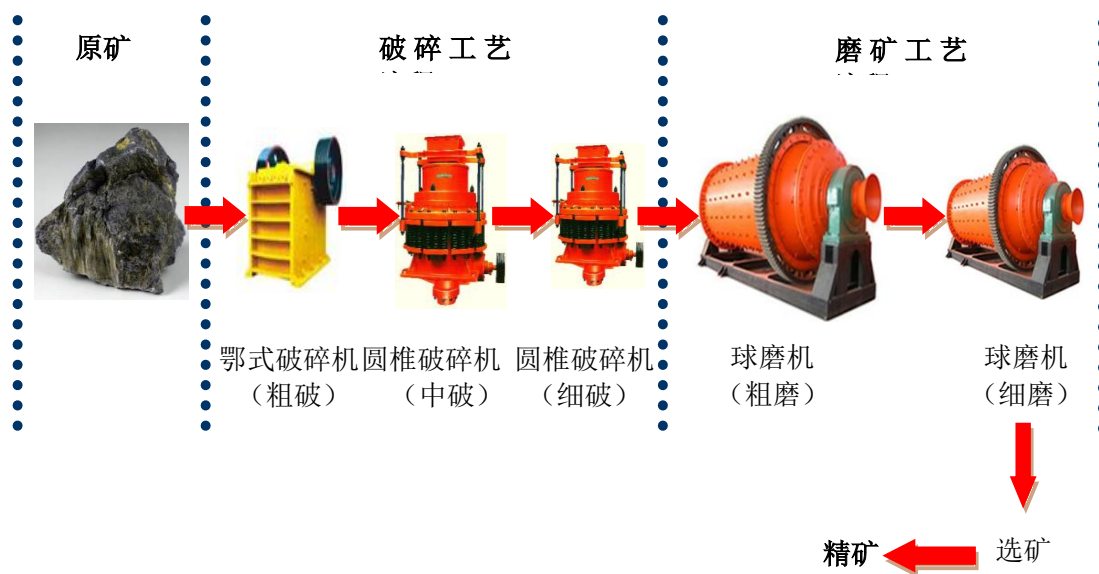 原矿
破碎工艺
磨矿工艺
鄂式破碎机
（粗破）
圆椎破碎机
（中破）
圆椎破碎机
（细破）
球磨机
（粗磨）
球磨机
（细磨）
精矿
选矿